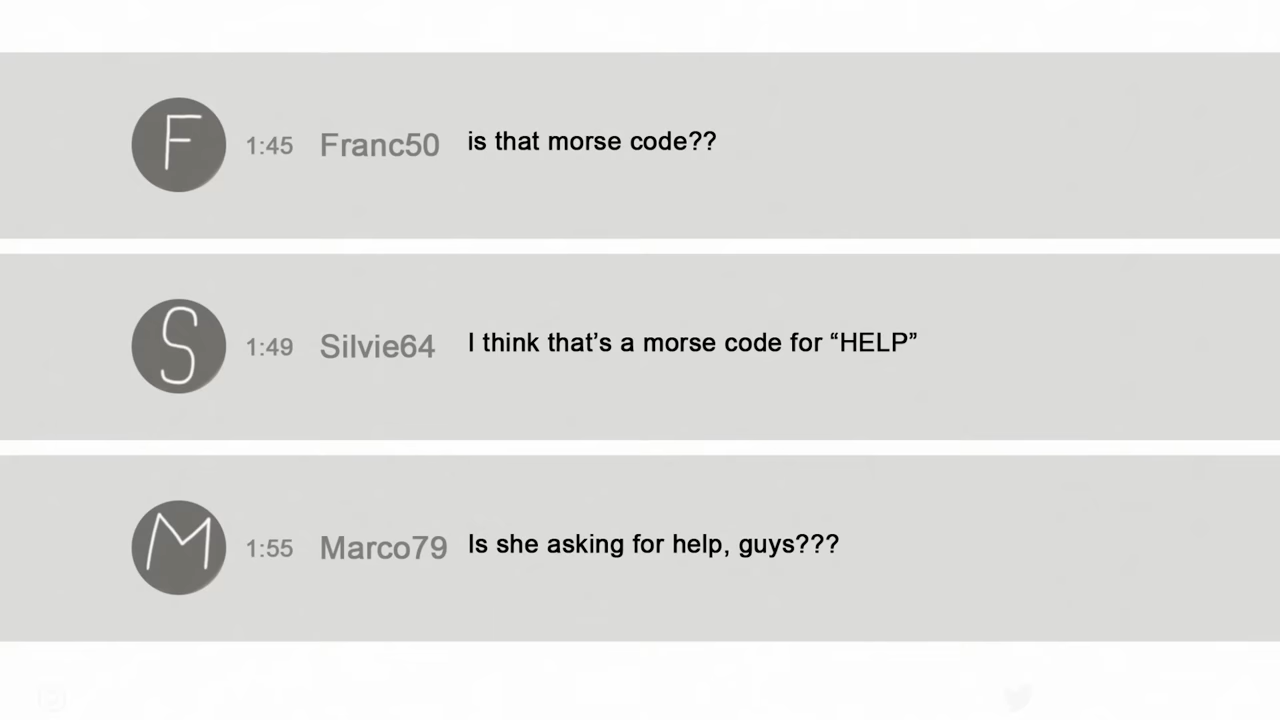 F 1:45 Franc50 is that morse code??
S 1:49 Silvie64 I think that’s a morse code for “HELP”
M 1:55 Marco79 Is she asking for help, guys???